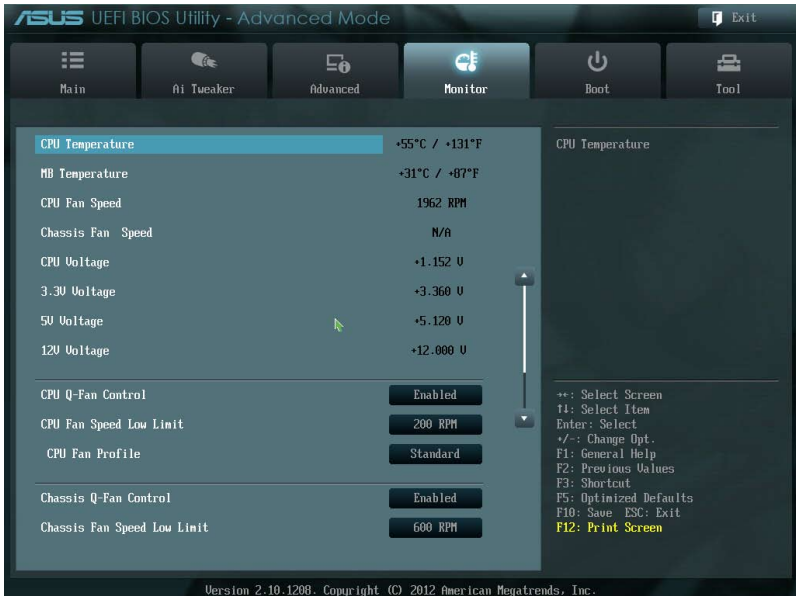 ASUS UEFI BIOS Utility - Advanced Mode
Exit
Main
Ai Tweaker
Advanced
Monitor
Boot
Tool
CPU Temperature +55°C / +131°F
MB Temperature +31°C / +87°F
CPU Fan Speed 1962 RPM
Chassis Fan Speed N/A
CPU Voltage +1.152 V
3.3V Voltage +3.360 V
5V Voltage +5.120 V
12V Voltage +12.000 V
CPU Q-Fan Control Enabled
CPU Fan Speed Low Limit 200 RPM
CPU Fan Profile Standard
Chassis Q-Fan Control Enabled
Chassis Fan Speed Low Limit 600 RPM
CPU Temperature
→←: Select Screen
↑↓: Select Item
Enter: Select
+/-: Change Opt.
F1: General Help
F2: Previous Values
F3: Shortcut
F5: Optimized Defaults
F10: Save ESC: Exit
F12: Print Screen
Version 2.10.1208. Copyright (C) 2012 American Megatrends, Inc.